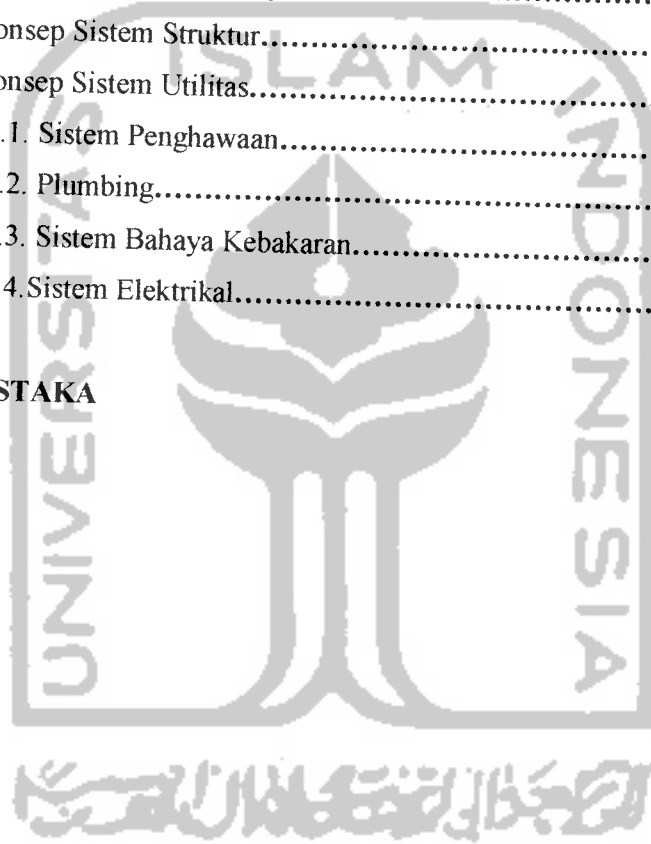 onsep Sistem Struktur
onsep Sistem Utilitas
.1. Sistem Penghawaan
.2. Plumbing
.3. Sistem Bahaya Kebakaran
4.Sistem Elektrikal
STAKA
UNIVERSITAS
ISLAM
INDONESIA